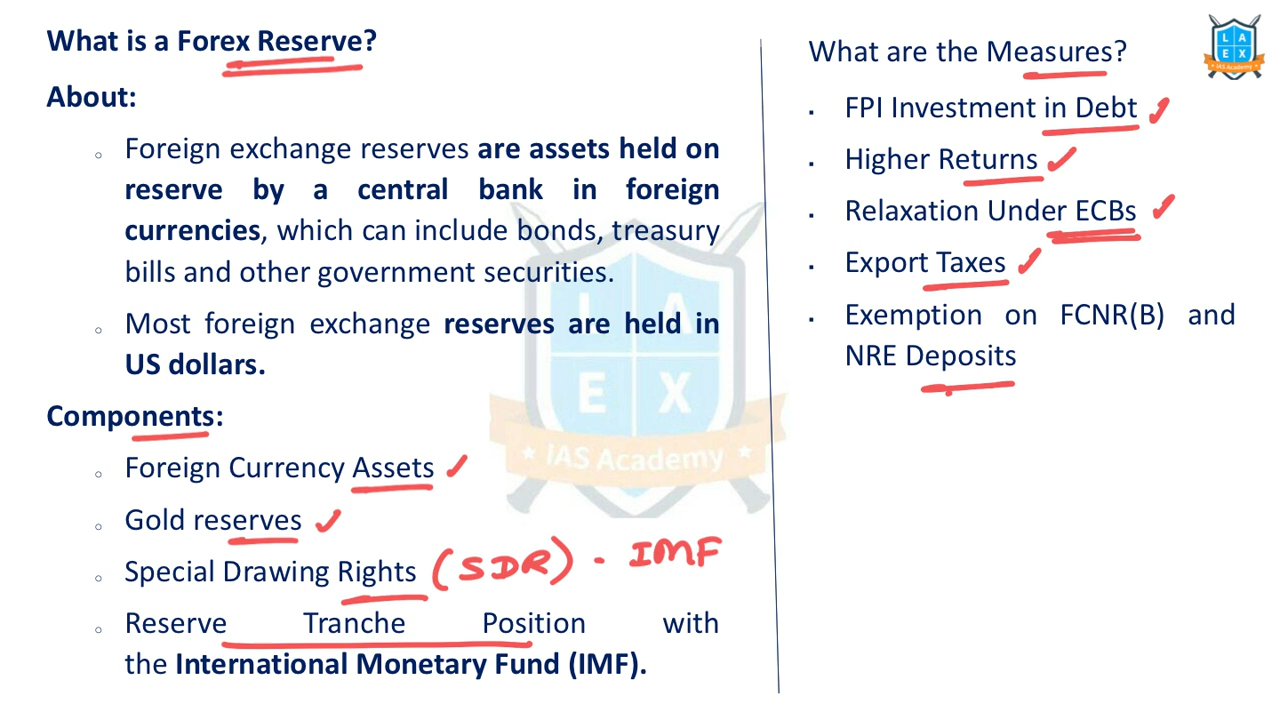 What is a Forex Reserve?
About:
Foreign exchange reserves are assets held on
reserve by a central bank in foreign
currencies, which can include bonds, treasury
bills and other government securities.
Most foreign exchange reserves are held in
US dollars.
Components:
Foreign Currency Assets
Gold reserves
Special Drawing Rights (SDR) - IMF
Reserve Tranche Position with
the International Monetary Fund (IMF).
What are the Measures?
FPI Investment in Debt
Higher Returns
Relaxation Under ECBs
Export Taxes
Exemption on FCNR(B) and
NRE Deposits
L A
E X
IAS Academy
L A
E X
IAS Academy